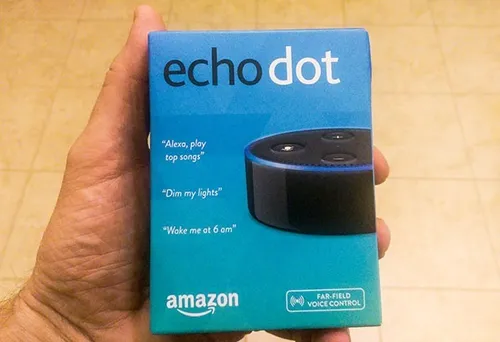 echo dot
"Alexa, play
top songs"
"Dim my lights"
"Wake me at 6 am"
amazon
FAR-FIELD
VOICE CONTROL